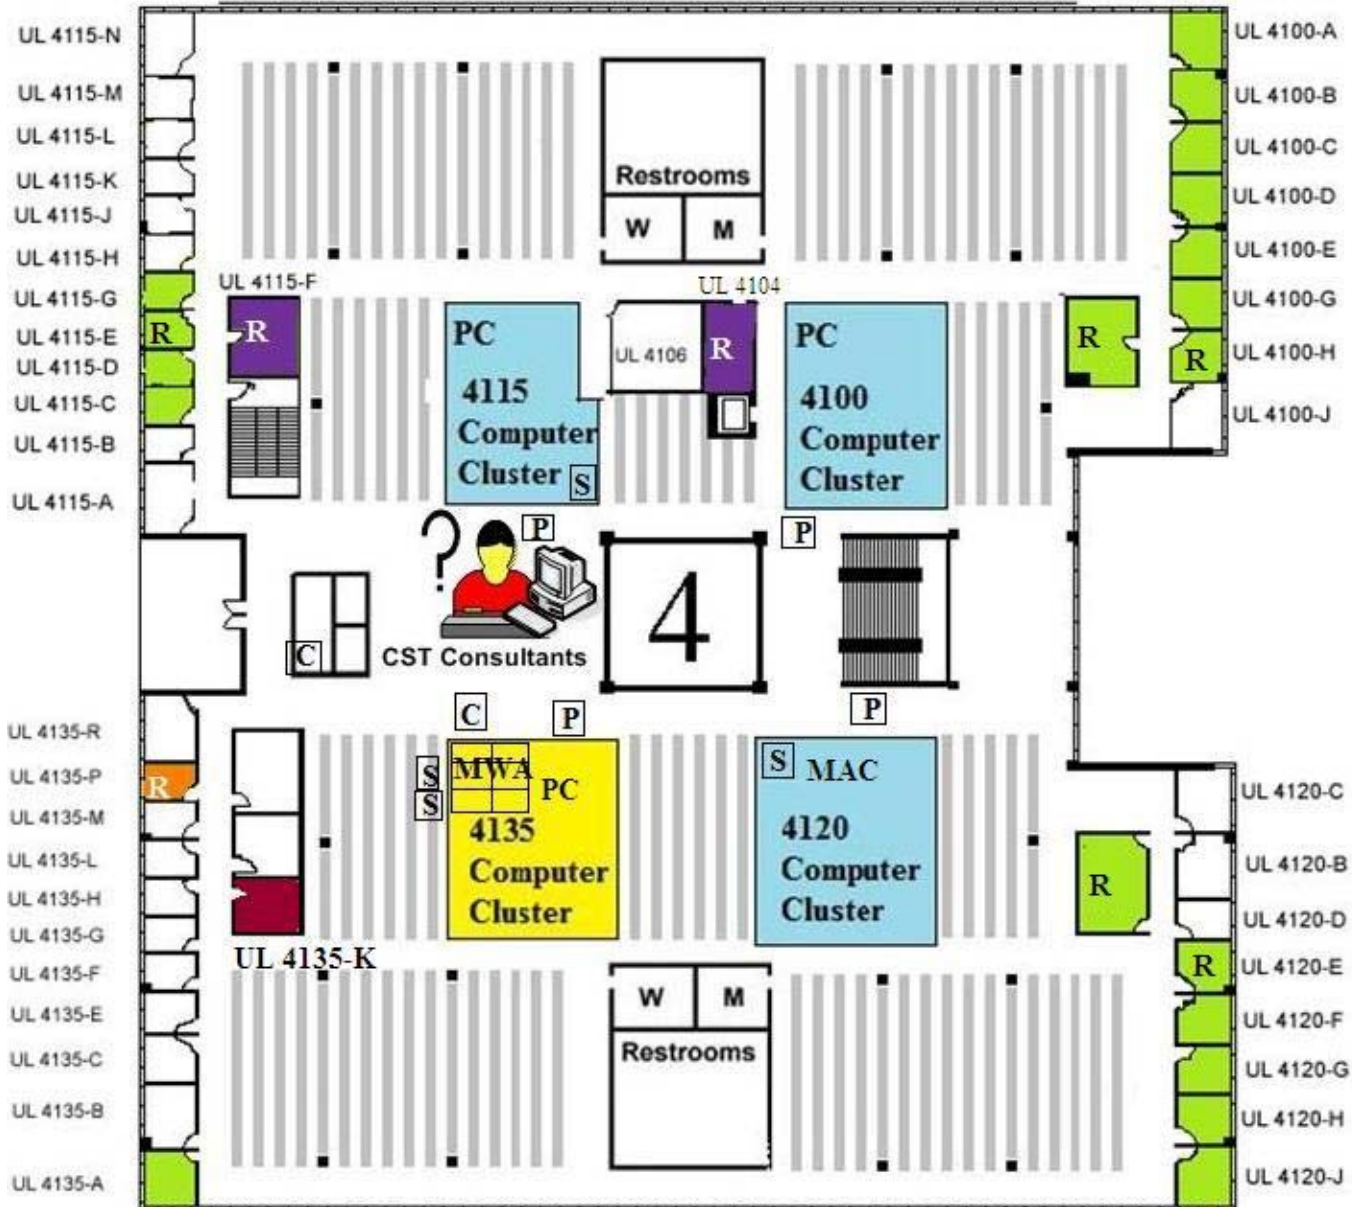 UL 4115-N
UL 4100-A
UL 4115-M
UL 4100-B
UL 4115-L
UL 4100-C
UL 4115-K
Restrooms
UL 4100-D
UL 4115-J
W M
UL 4115-H
UL 4100-E
UL 4115-F
UL 4104
UL 4115-G
UL 4100-G
UL 4115-E
R
R
PC
UL 4106
R
PC
R
R
UL 4100-H
UL 4115-D
4115
Computer
Cluster
S
4100
Computer
Cluster
UL 4115-C
UL 4100-J
UL 4115-B
UL 4115-A
?
P
P
4
C
CST Consultants
C
P
P
UL 4135-R
UL 4135-P
R
S
S
MWA
PC
4135
Computer
Cluster
S
MAC
4120
Computer
Cluster
UL 4120-C
UL 4135-M
UL 4135-L
R
UL 4120-B
UL 4135-H
UL 4120-D
UL 4135-G
UL 4135-K
UL 4135-F
R
UL 4120-E
W M
Restrooms
UL 4135-E
UL 4120-F
UL 4135-C
UL 4120-G
UL 4135-B
UL 4120-H
UL 4135-A
UL 4120-J